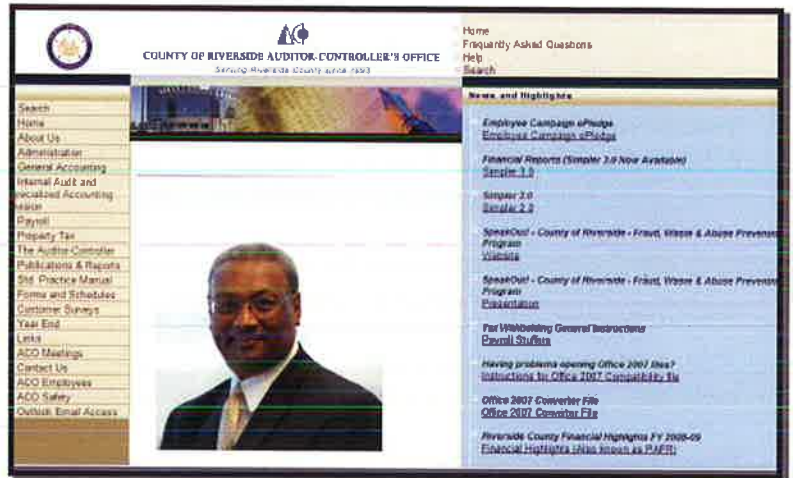 COUNTY OF RIVERSIDE AUDITOR-CONTROLLER'S OFFICE
Serving Riverside County since 1893
Home
Frequently Asked Questions
Help
Search
Search
Home
About Us
Administration
General Accounting
Internal Audit and
Specialized Accounting
Payroll
Property Tax
The Auditor-Controller
Publications & Reports
Std. Practice Manual
Forms and Schedules
Customer Surveys
Year End
Links
ACO Meetings
Contact Us
ACO Employees
ACO Safety
Outlook Email Access
News and Highlights
Employee Campaign ePledge
Employee Campaign ePledge
Financial Reports (Simpler 3.0 Now Available)
Simpler 3.0
Simpler 2.0
Simpler 2.0
SpeakOut! - County of Riverside - Fraud, Waste & Abuse Prevention
Program
Website
SpeakOut! - County of Riverside - Fraud, Waste & Abuse Prevention
Program
Presentation
Tax Withholding General Instructions
Payroll Stuffers
Having problems opening Office 2007 files?
Instructions for Office 2007 Compatibility file
Office 2007 Converter File
Office 2007 Converter File
Riverside County Financial Highlights FY 2008-09
Financial Highlights (Also known as PAFR)